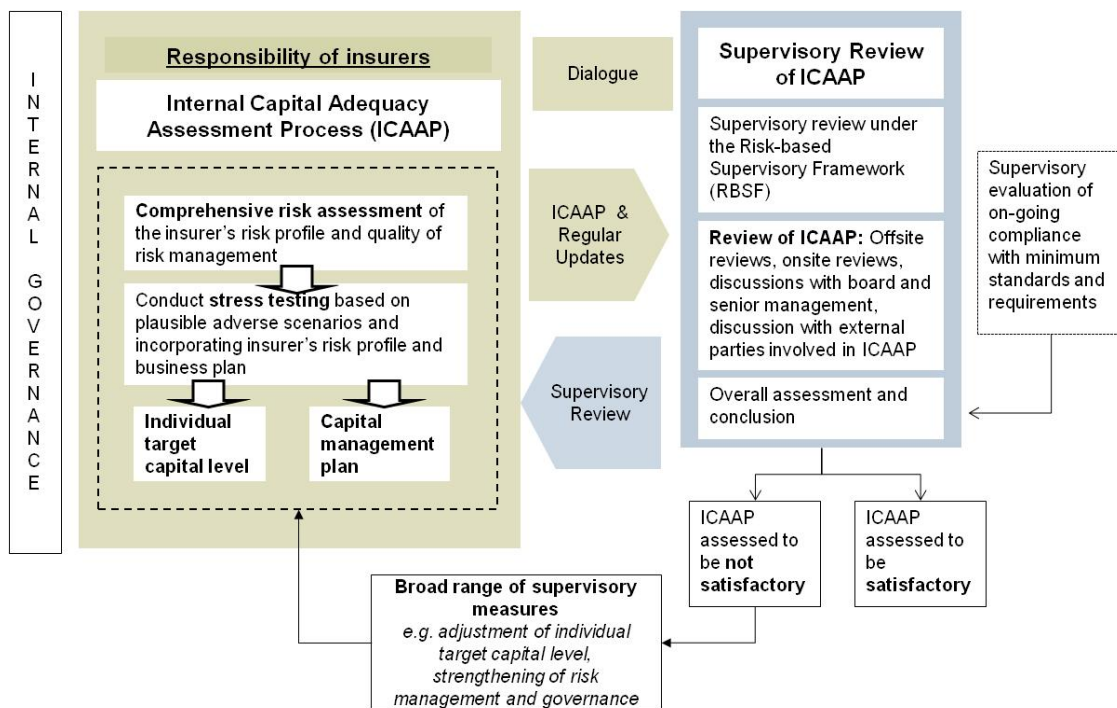 INTERNAL GOVERNANCE
Responsibility of insurers
Internal Capital Adequacy
Assessment Process (ICAAP)
Comprehensive risk assessment of
the insurer's risk profile and quality of
risk management
Conduct stress testing based on
plausible adverse scenarios and
incorporating insurer's risk profile and
business plan
Individual
target
capital level
Capital
management
plan
Dialogue
ICAAP &
Regular
Updates
Supervisory
Review
Supervisory Review
of ICAAP
Supervisory review under
the Risk-based
Supervisory Framework
(RBSF)
Review of ICAAP: Offsite
reviews, onsite reviews,
discussions with board and
senior management,
discussion with external
parties involved in ICAAP
Overall assessment and
conclusion
Supervisory
evaluation of
on-going
compliance
with minimum
standards and
requirements
ICAAP
assessed to
be not
satisfactory
ICAAP
assessed to
be
satisfactory
Broad range of supervisory
measures
e.g. adjustment of individual
target capital level,
strengthening of risk
management and governance